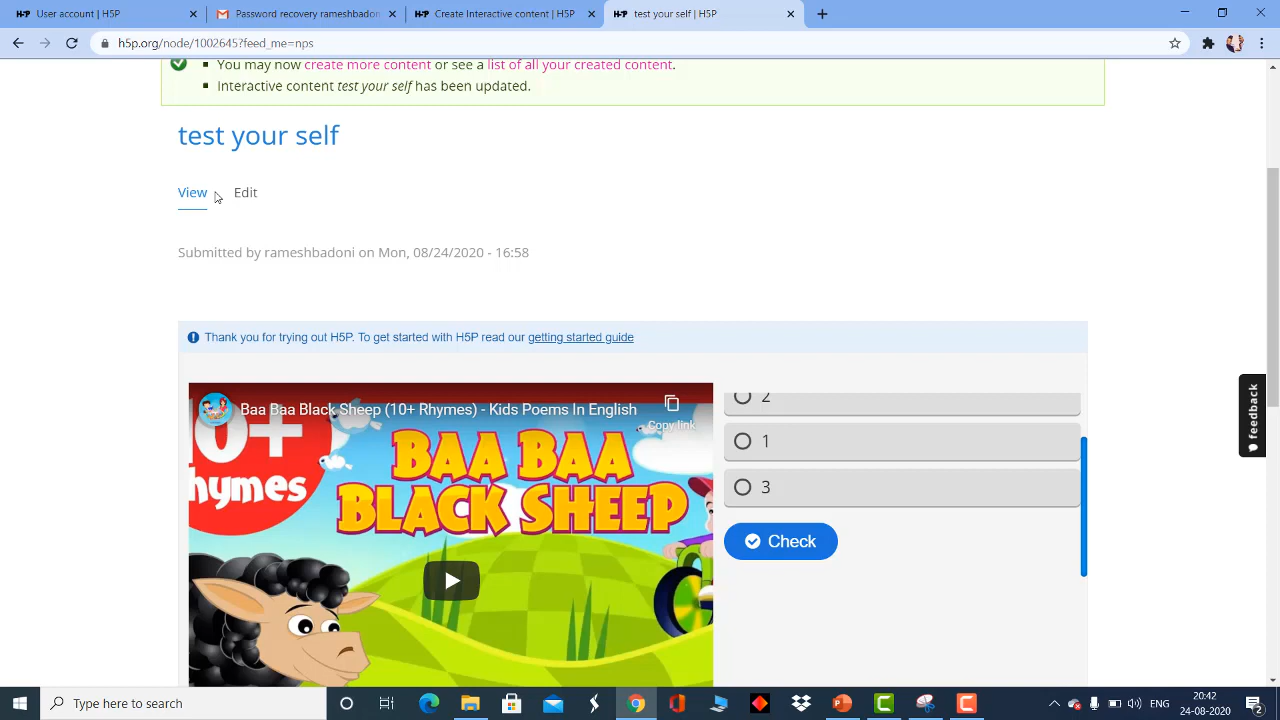 H-P User account | H5P
rameshbado
H-P Create Interactive content | H5P
H-P test your self | H5P
h5p.org/node/1002645?feed_me=nps
You may now create more content or see a list of all your created content.
Interactive content test your self has been updated.
test your self
View Edit
Submitted by rameshbadoni on Mon, 08/24/2020 - 16:58
Thank you for trying out H5P. To get started with H5P read our getting started guide
Baa Baa Black Sheep (10+ Rhymes) - Kids Poems In English
Copy link
10+
hymes
BAA BAA
BLACK SHEEP
2
1
3
Check
feedback
Type here to search
ENG
20:42
24-08-2020
2